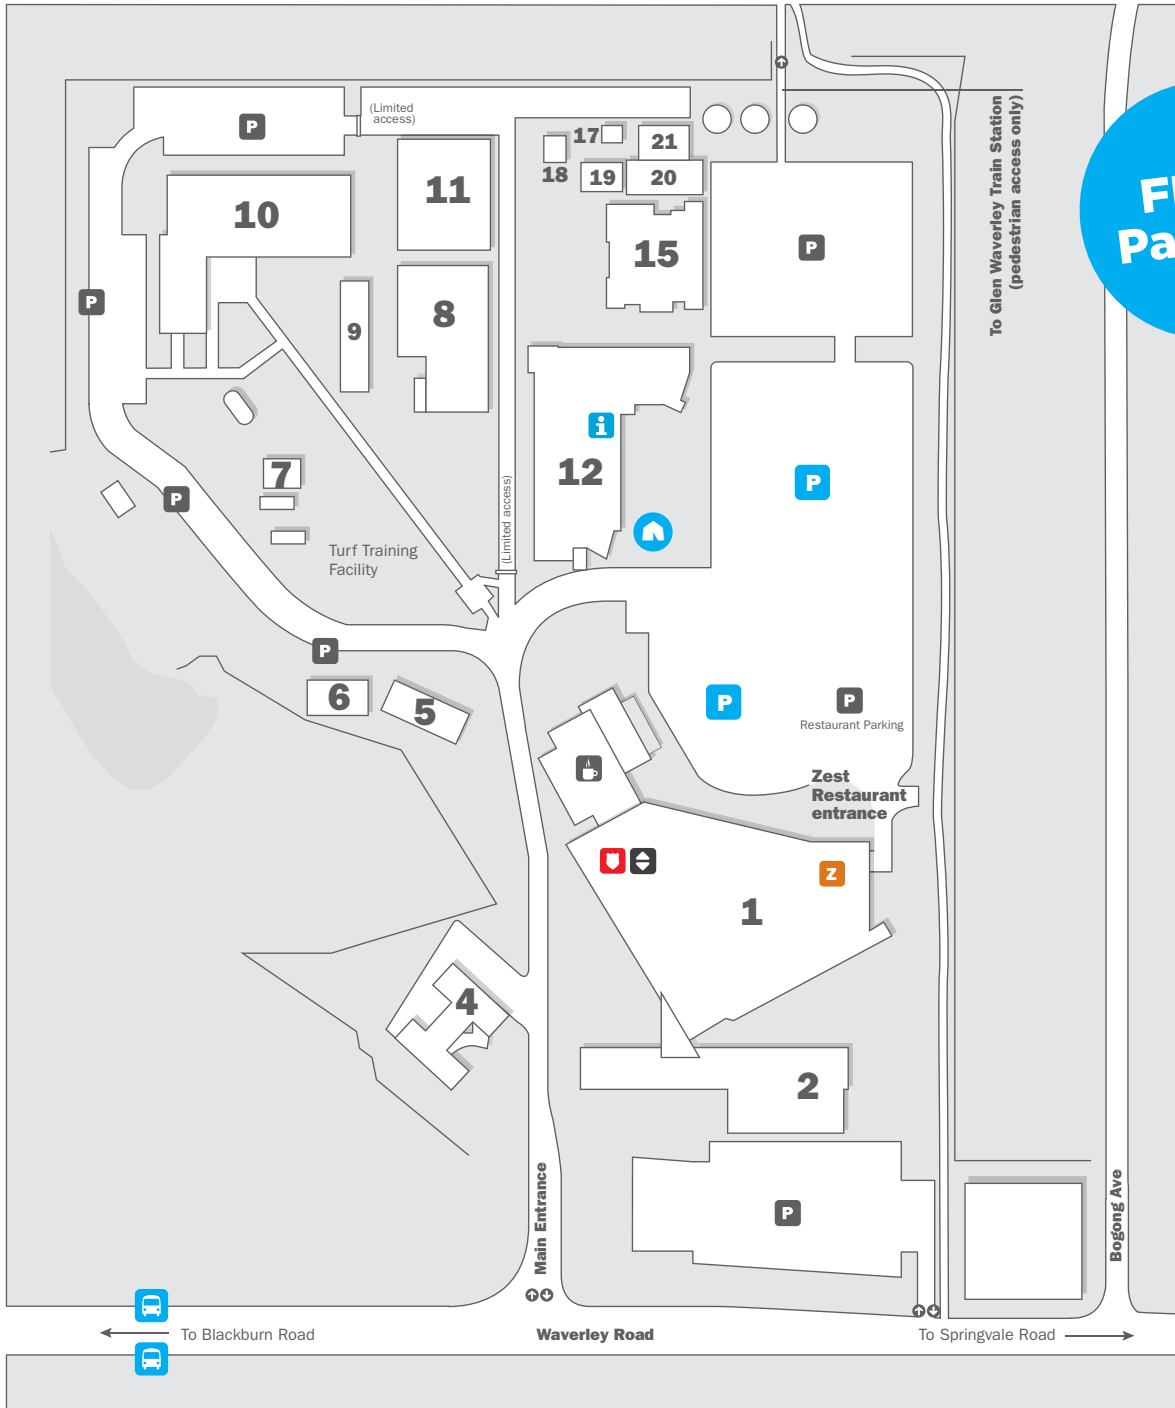 (Limited
access)
P
17
21
11
18
19
20
10
15
P
To Glen Waverley Train Station
(pedestrian access only)
P
8
9
i
12
P
7
P
(Limited access)
Turf Training
Facility
P
6
5
P
P
Restaurant Parking
Zest
Restaurant
entrance
Z
1
4
2
P
Main Entrance
Bogong Ave
To Blackburn Road
Waverley Road
To Springvale Road